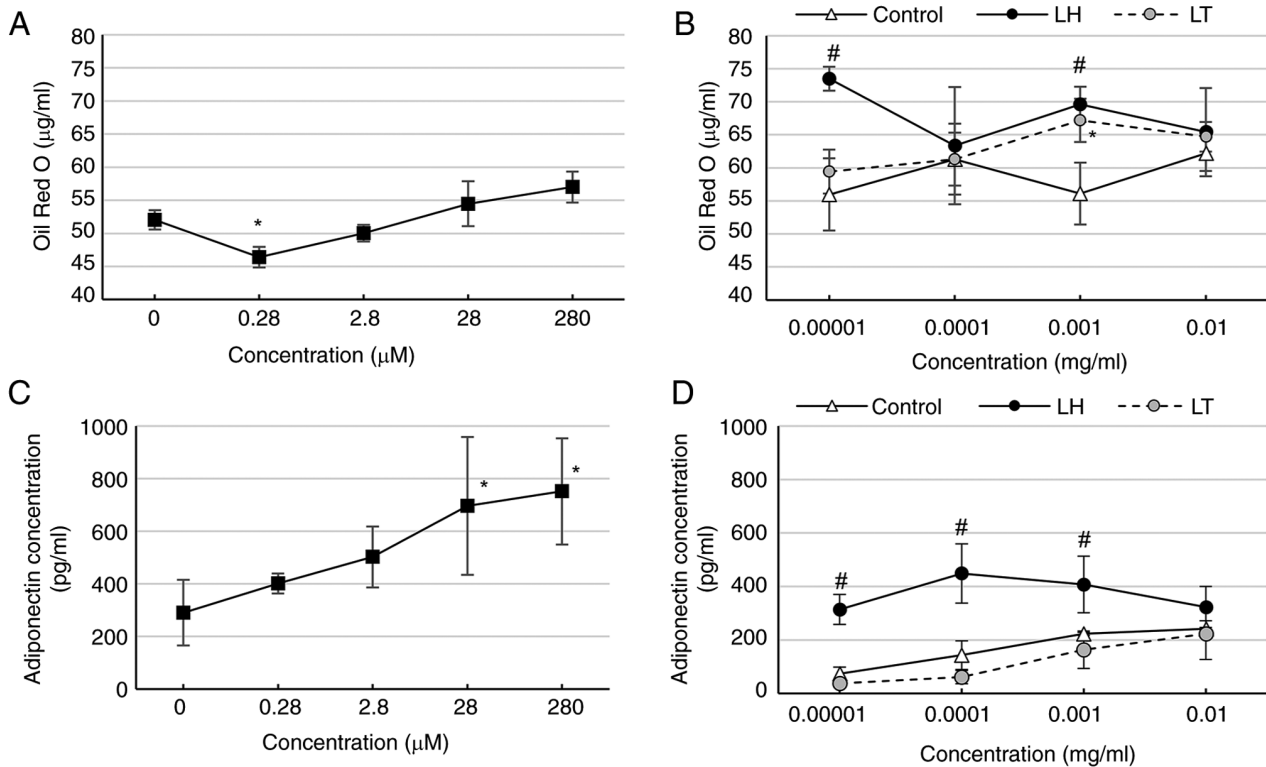 A
80
75
70
65
60
55
50
45
40
Oil Red O (μg/ml)
*
0 0.28 2.8 28 280
Concentration (μM)
B
Control LH LT
80
75
70
65
60
55
50
45
40
Oil Red O (μg/ml)
# #
*
0.00001 0.0001 0.001 0.01
Concentration (mg/ml)
C
1000
800
600
400
200
0
Adiponectin concentration
(pg/ml)
* *
0 0.28 2.8 28 280
Concentration (μM)
D
Control LH LT
1000
800
600
400
200
0
Adiponectin concentration
(pg/ml)
# # #
0.00001 0.0001 0.001 0.01
Concentration (mg/ml)